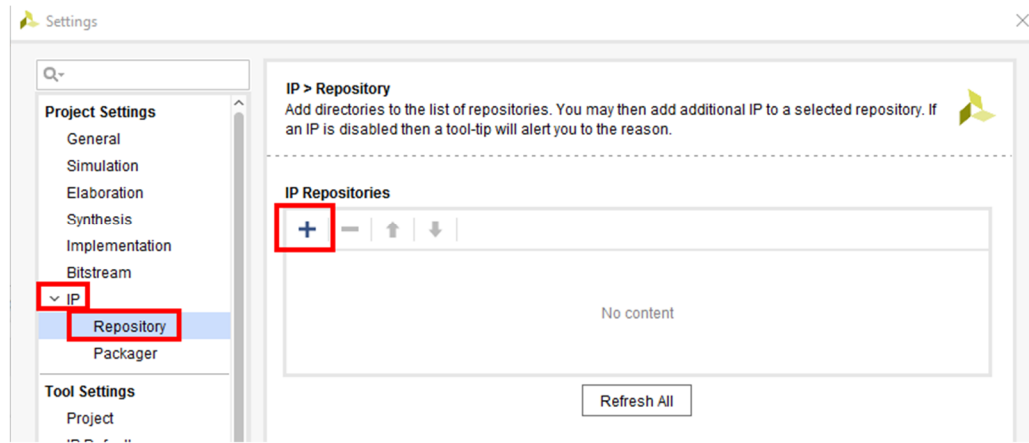 Settings
Project Settings
General
Simulation
Elaboration
Synthesis
Implementation
Bitstream
IP
Repository
Packager
Tool Settings
Project
IP > Repository
Add directories to the list of repositories. You may then add additional IP to a selected repository. If
an IP is disabled then a tool-tip will alert you to the reason.
IP Repositories
No content
Refresh All